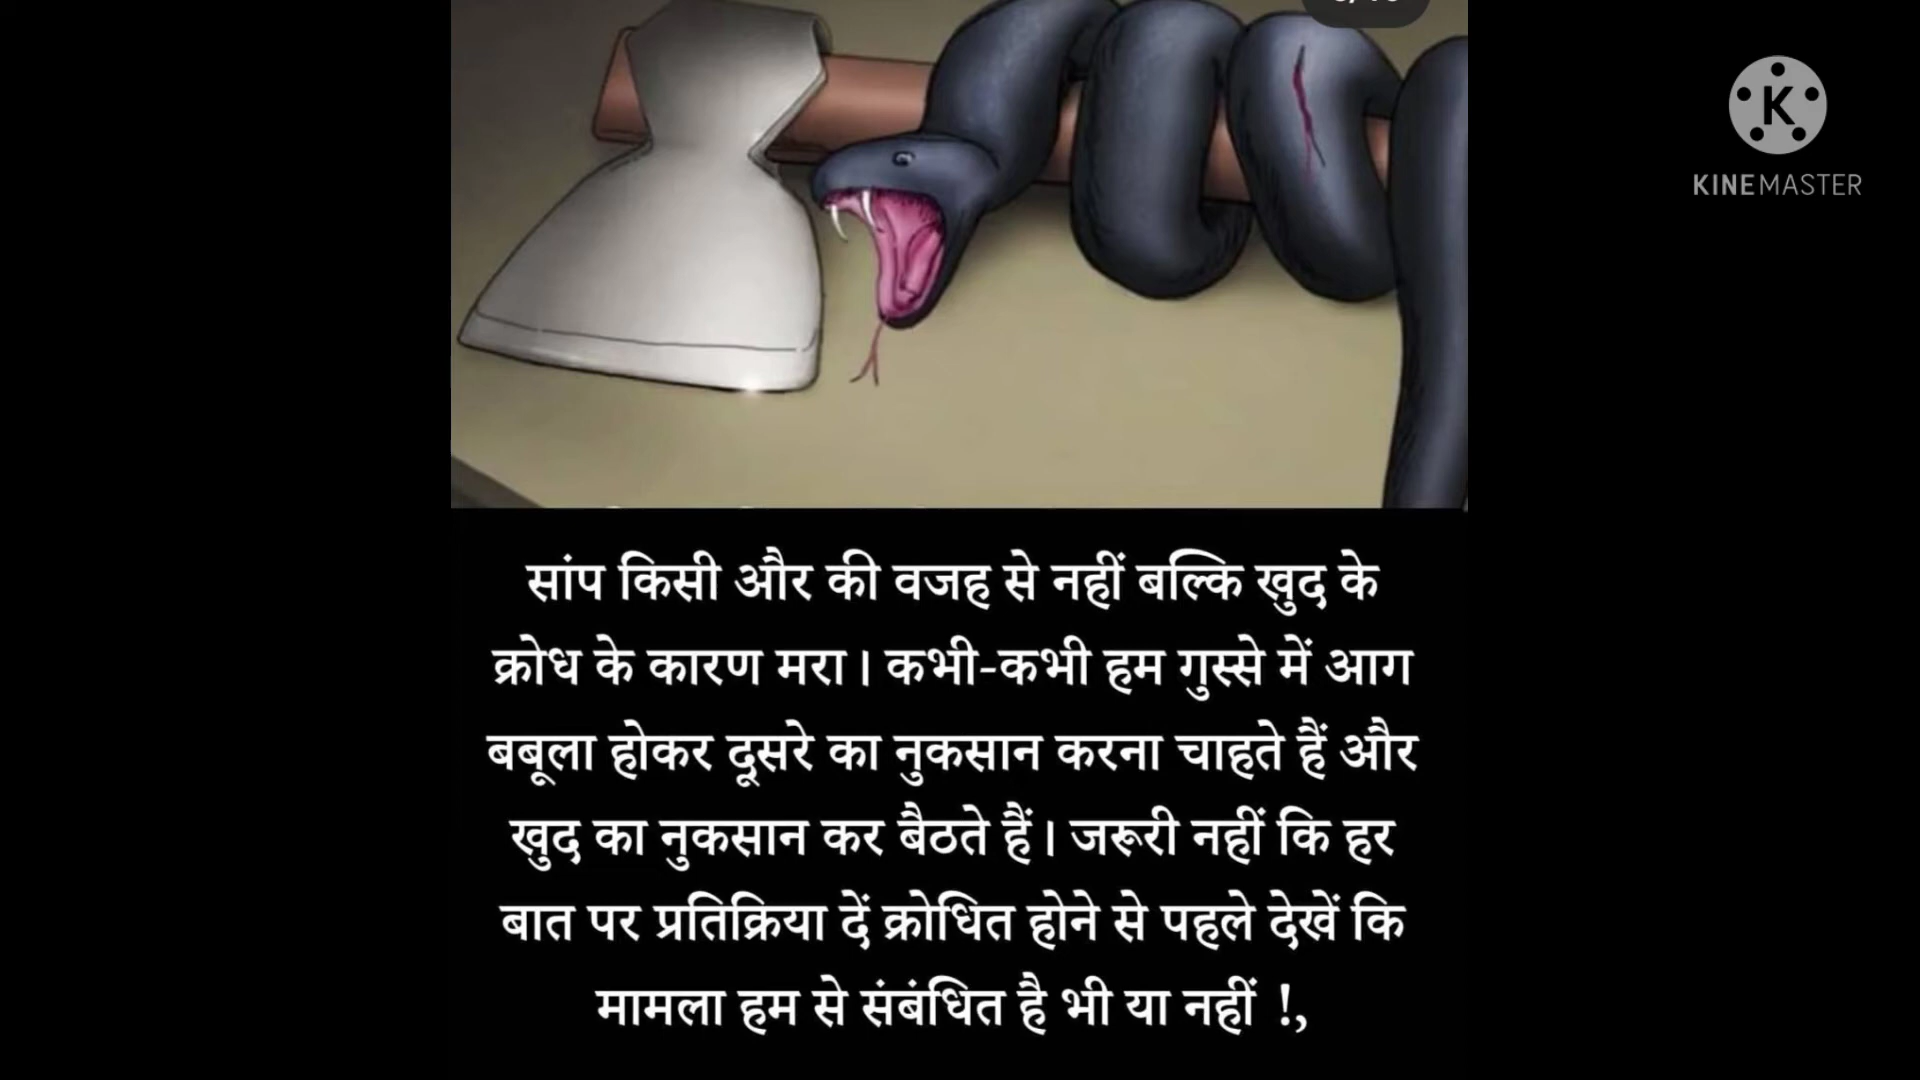 KINEMASTER
सांप किसी और की वजह से नहीं बल्कि खुद के
क्रोध के कारण मरा। कभी-कभी हम गुस्से में आग
बबूला होकर दूसरे का नुकसान करना चाहते हैं और
खुद का नुकसान कर बैठते हैं। जरूरी नहीं कि हर
बात पर प्रतिक्रिया दें क्रोधित होने से पहले देखें कि
मामला हम से संबंधित है भी या नहीं !,